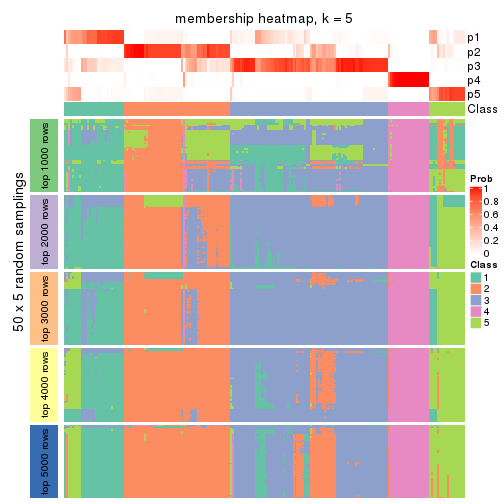 membership heatmap, k = 5
p1
p2
p3
p4
p5
Class
50 x 5 random samplings
top 1000 rows
top 2000 rows
top 3000 rows
top 4000 rows
top 5000 rows
Prob
1
0.8
0.6
0.4
0.2
0
Class
1
2
3
4
5